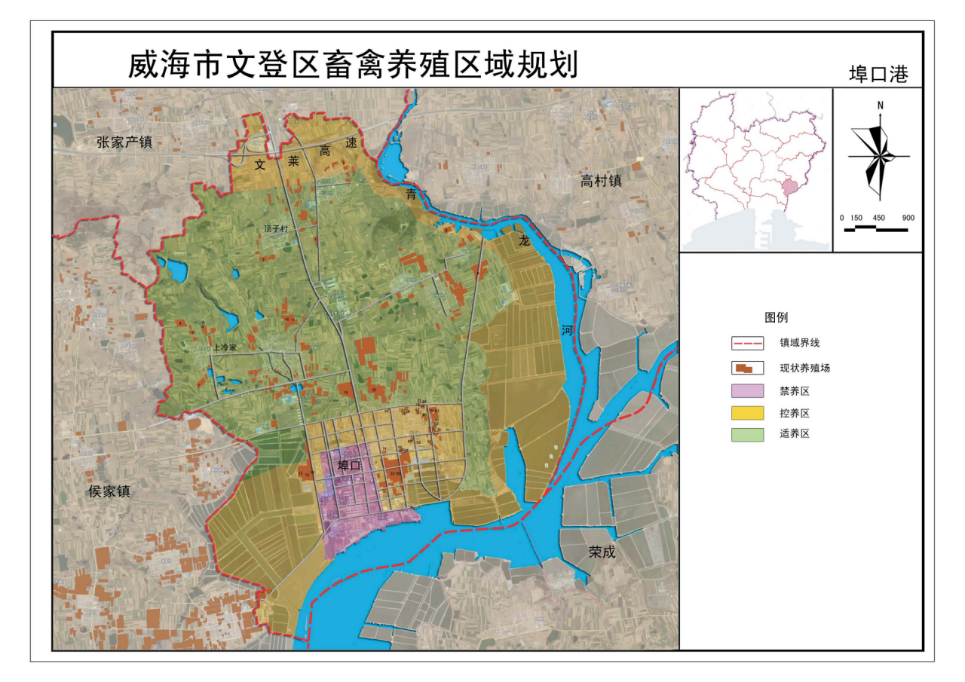 威海市文登区畜禽养殖区域规划
埠口港
张家产镇
文莱高速
高村镇
青龙河
顶子村
上冷家
埠口
侯家镇
荣成
N
0 150 450 900
图例
镇域界线
现状养殖场
禁养区
控养区
适养区